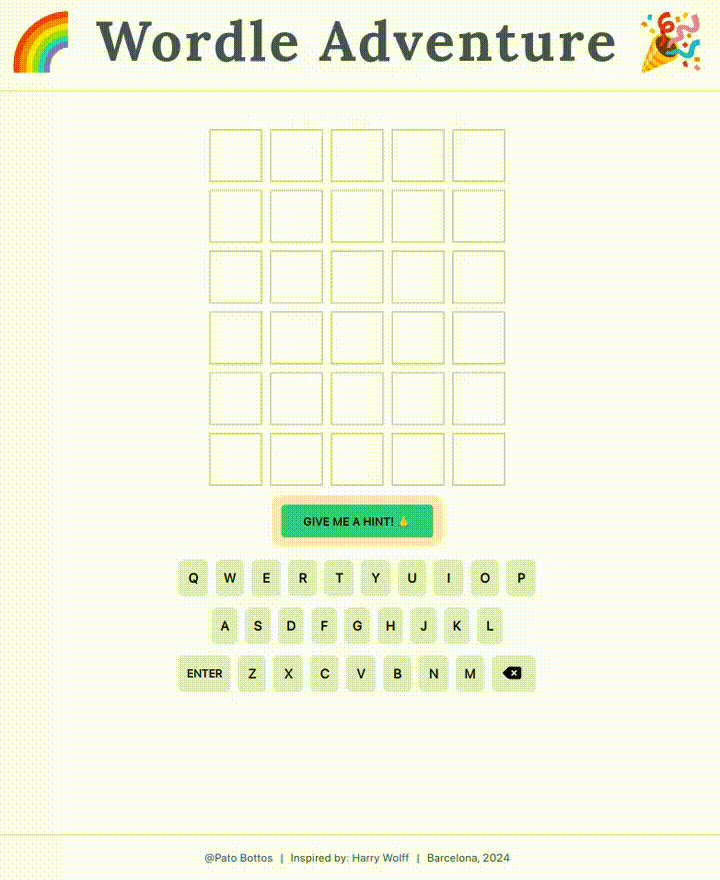 Wordle Adventure
GIVE ME A HINT!
Q W E R T Y U I O P
A S D F G H J K L
ENTER Z X C V B N M
@Pato Bottos | Inspired by: Harry Wolff | Barcelona, 2024